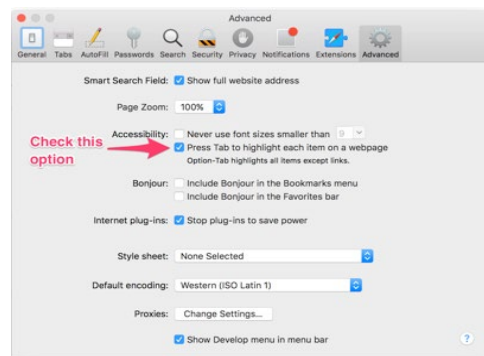 Advanced
General Tabs AutoFill Passwords Search Security Privacy Notifications Extensions Advanced
Smart Search Field: Show full website address
Page Zoom: 100%
Accessibility: Never use font sizes smaller than 9
Check this option
Press Tab to highlight each item on a webpage
Option-Tab highlights all items except links.
Bonjour: Include Bonjour in the Bookmarks menu
Include Bonjour in the Favorites bar
Internet plug-ins: Stop plug-ins to save power
Style sheet: None Selected
Default encoding: Western (ISO Latin 1)
Proxies: Change Settings...
Show Develop menu in menu bar
?